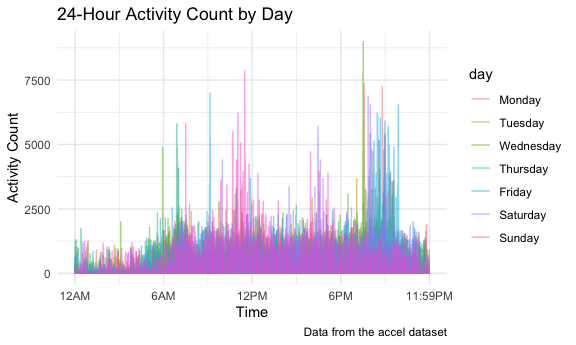 24-Hour Activity Count by Day
Activity Count
7500
5000
2500
0
12AM 6AM 12PM 6PM 11:59PM
Time
day
Monday
Tuesday
Wednesday
Thursday
Friday
Saturday
Sunday
Data from the accel dataset